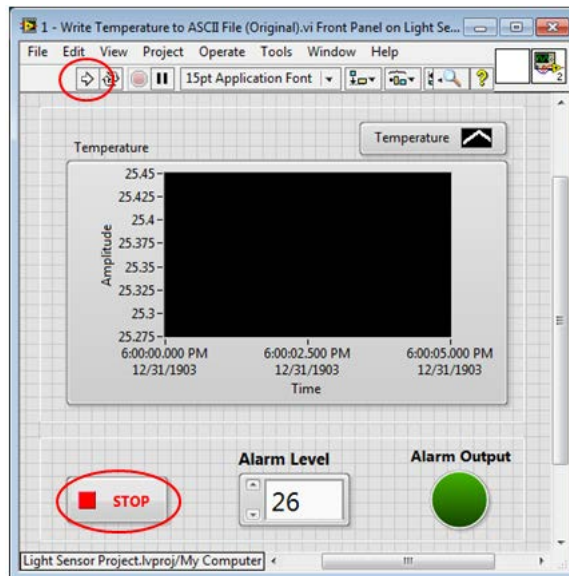 1 - Write Temperature to ASCII File (Original).vi Front Panel on Light Se...
File Edit View Project Operate Tools Window Help
15pt Application Font
2
Temperature
Temperature
25.45
25.425
25.4
25.375
25.35
25.325
25.3
25.275
Amplitude
6:00:00.000 PM 6:00:02.500 PM 6:00:05.000 PM
12/31/1903 12/31/1903 12/31/1903
Time
Alarm Level Alarm Output
STOP 26
Light Sensor Project.lvproj/My Computer